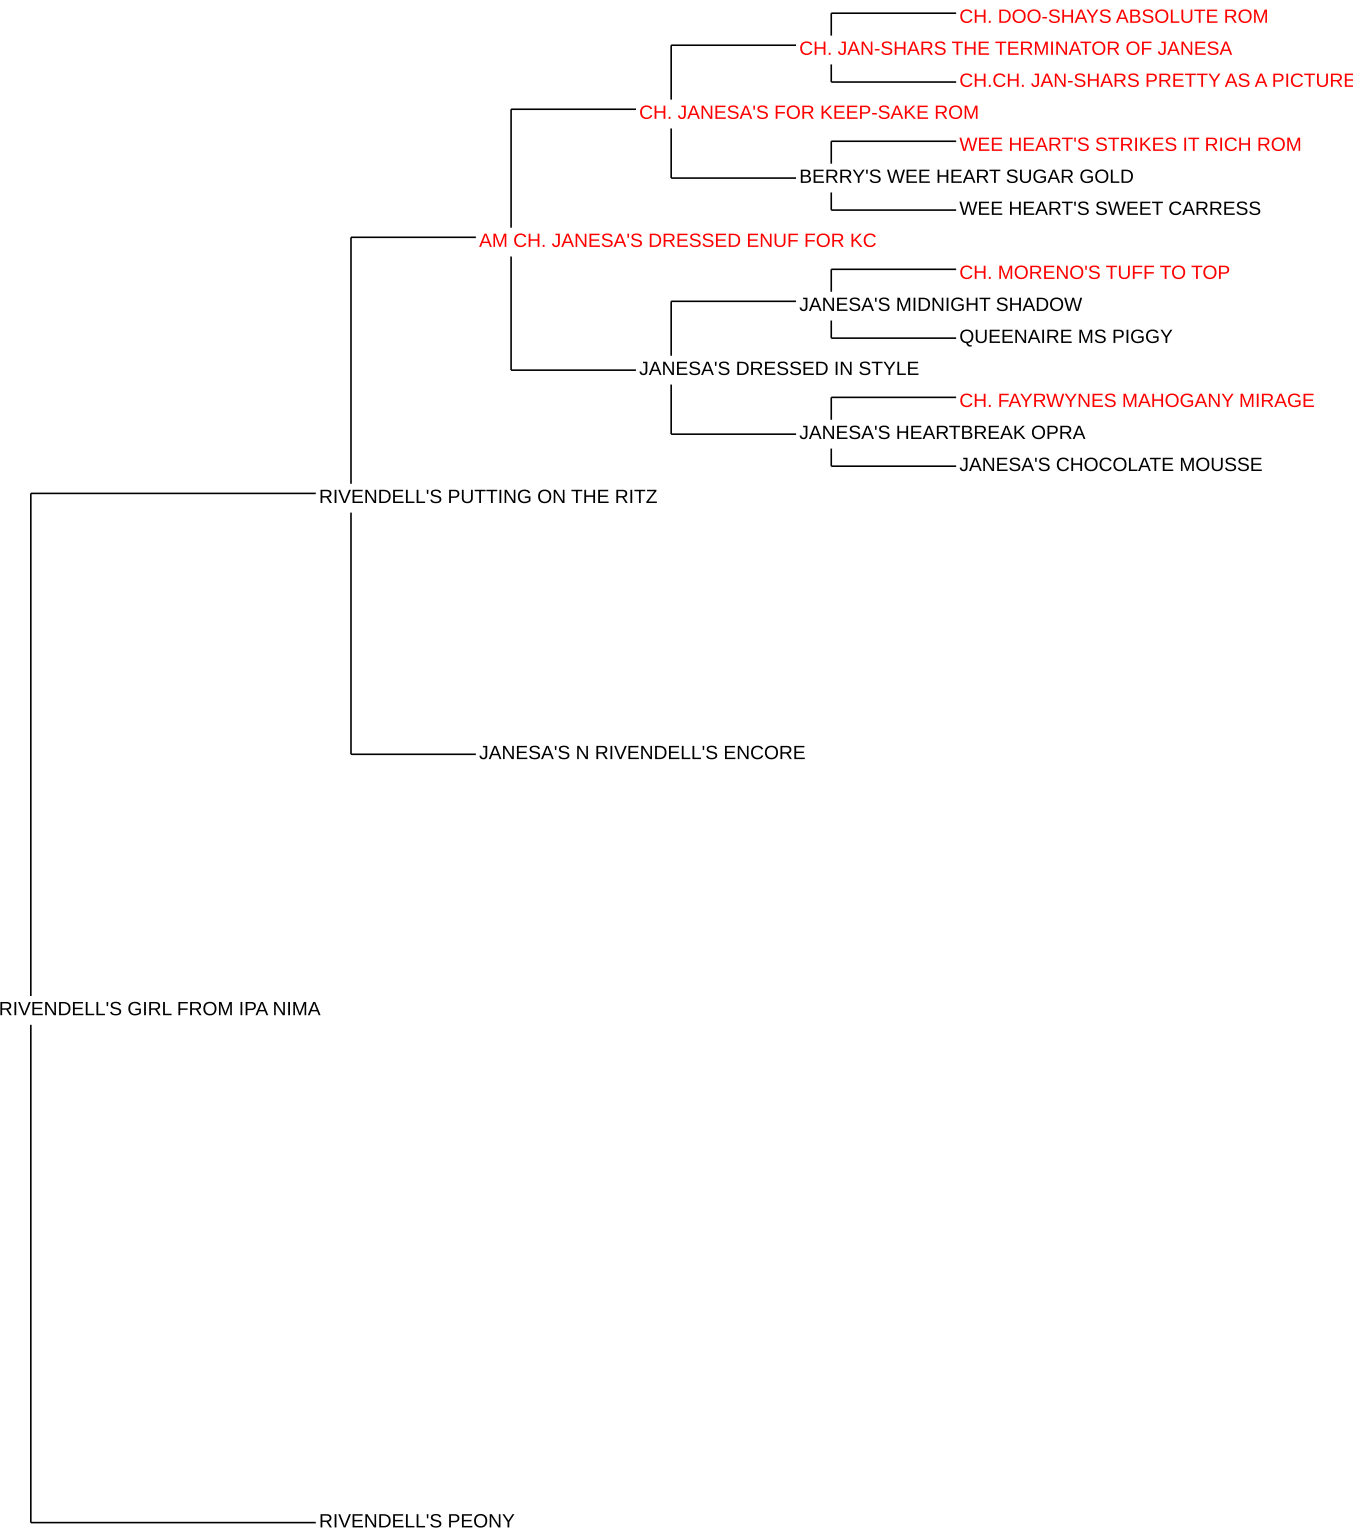 CH. DOO-SHAYS ABSOLUTE ROM
CH. JAN-SHARS THE TERMINATOR OF JANESA
CH.CH. JAN-SHARS PRETTY AS A PICTURE
CH. JANESA'S FOR KEEP-SAKE ROM
WEE HEART'S STRIKES IT RICH ROM
BERRY'S WEE HEART SUGAR GOLD
WEE HEART'S SWEET CARRESS
AM CH. JANESA'S DRESSED ENUF FOR KC
CH. MORENO'S TUFF TO TOP
JANESA'S MIDNIGHT SHADOW
QUEENAIRE MS PIGGY
JANESA'S DRESSED IN STYLE
CH. FAYRWYNES MAHOGANY MIRAGE
JANESA'S HEARTBREAK OPRA
JANESA'S CHOCOLATE MOUSSE
RIVENDELL'S PUTTING ON THE RITZ
JANESA'S N RIVENDELL'S ENCORE
RIVENDELL'S GIRL FROM IPA NIMA
RIVENDELL'S PEONY